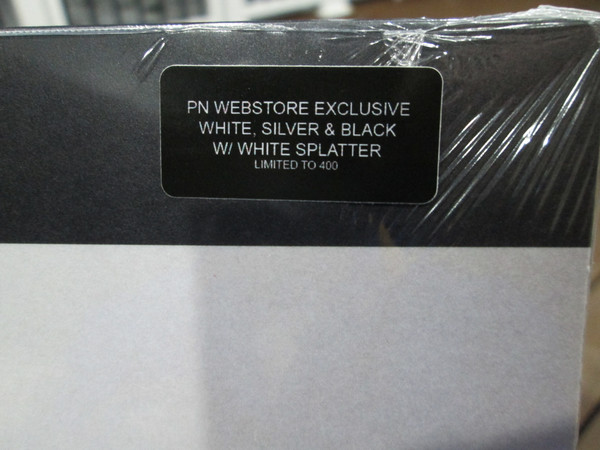 PN WEBSTORE EXCLUSIVE
WHITE, SILVER & BLACK
W/ WHITE SPLATTER
LIMITED TO 400